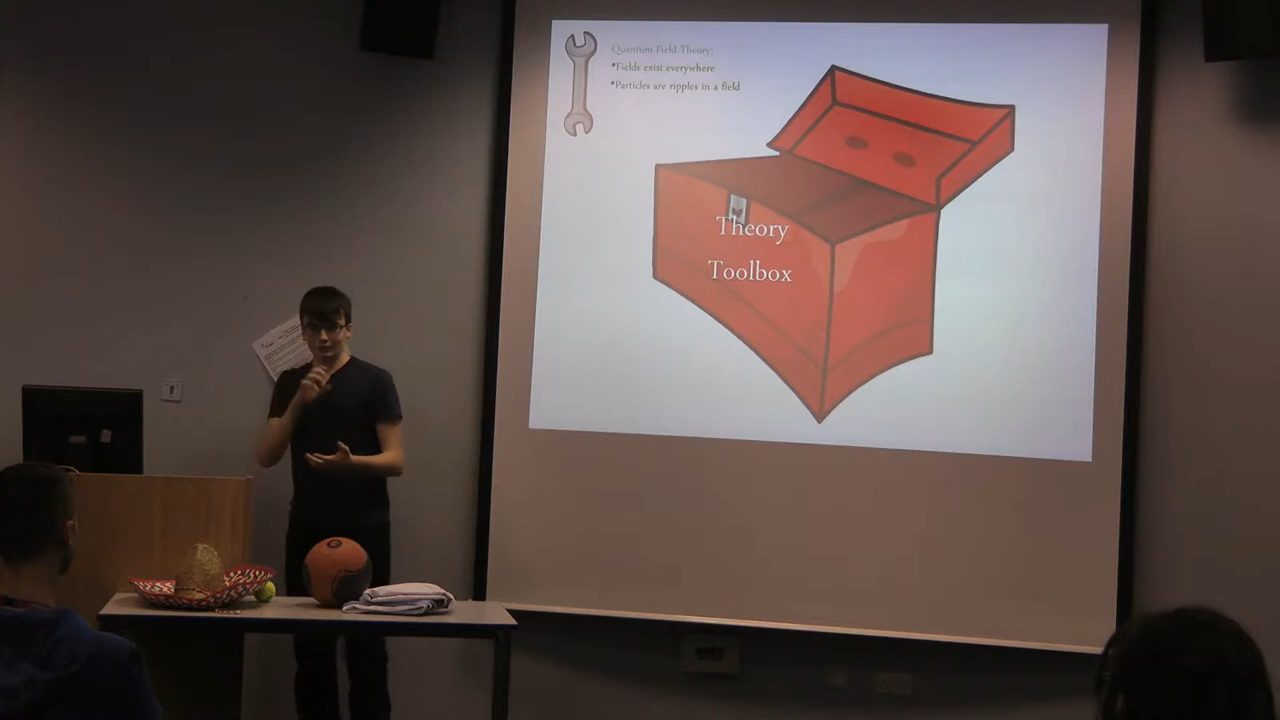 Quantum Field Theory:
*Fields exist everywhere
*Particles are ripples in a field
Theory
Toolbox